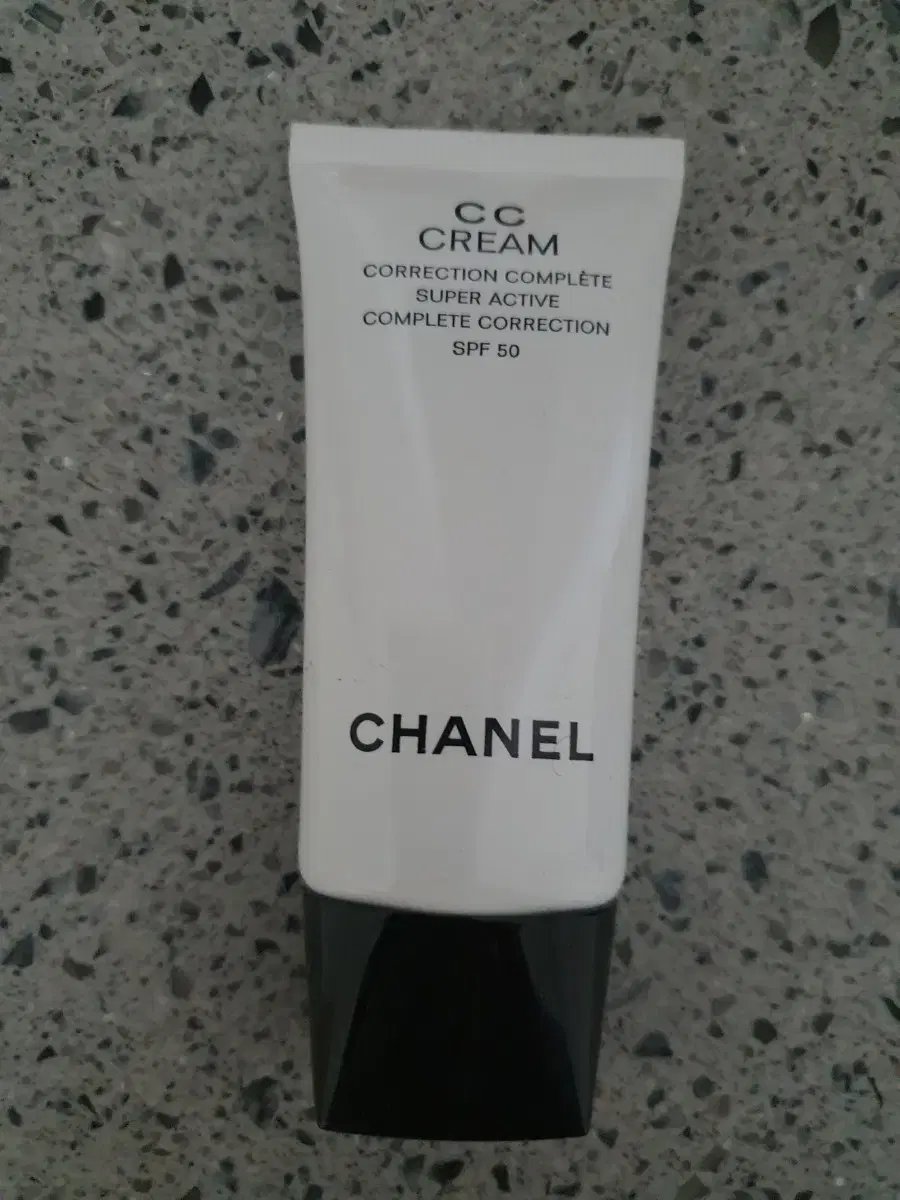 CC
CREAM
CORRECTION COMPLÈTE
SUPER ACTIVE
COMPLETE CORRECTION
SPF 50
CHANEL